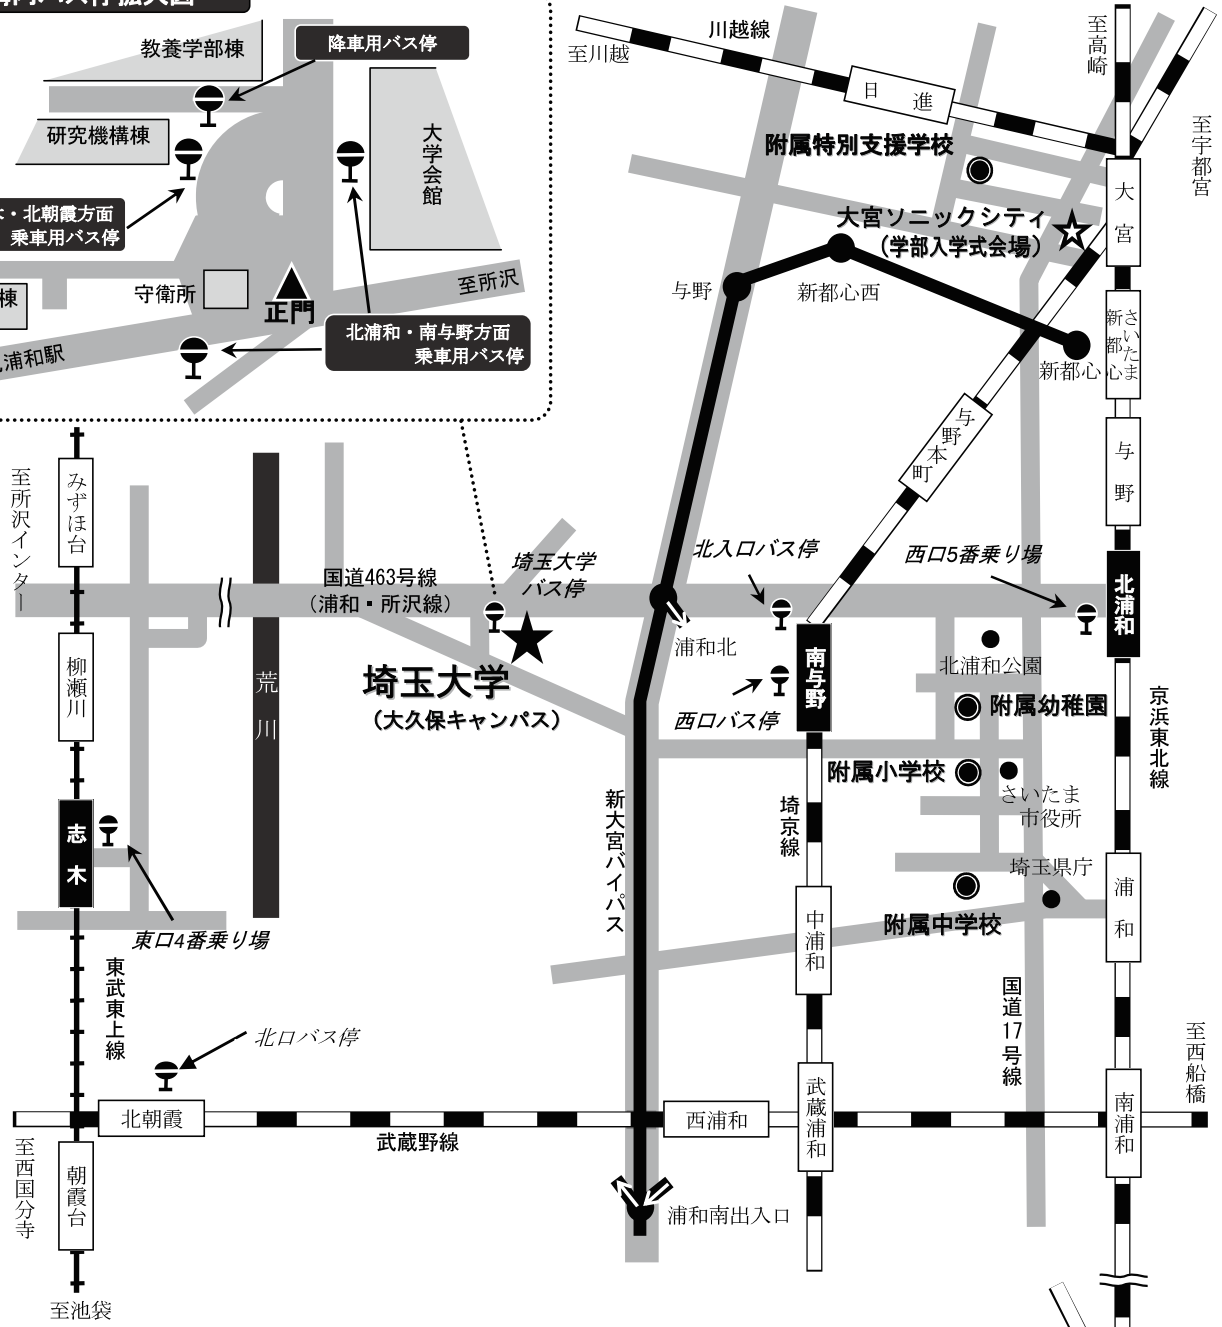 バス停拡大図
教養学部棟
降車用バス停
研究機構棟
大学会館
・北朝霞方面
乗車用バス停
棟
守衛所
正門
至所沢
北浦和・南与野方面
乗車用バス停
浦和駅
川越線
至川越
日進
至高崎
至宇都宮
附属特別支援学校
大宮
大宮ソニックシティ
（学部入学式会場）
与野
新都心西
新都心
さいたま
新都心
与野本町
与野
至所沢インター
みずほ台
国道463号線
（浦和・所沢線）
埼玉大学
バス停
北入口バス停
西口5番乗り場
北浦和
浦和北
南与野
北浦和公園
柳瀬川
荒川
埼玉大学
（大久保キャンパス）
西口バス停
附属幼稚園
京浜東北線
附属小学校
さいたま
市役所
新大宮バイパス
埼京線
志木
埼玉県庁
浦和
中浦和
附属中学校
東口4番乗り場
東武東上線
国道17号線
北口バス停
至西船橋
北朝霞
武蔵野線
西浦和
武蔵浦和
南浦和
至西国分寺
朝霞台
浦和南出入口
至池袋